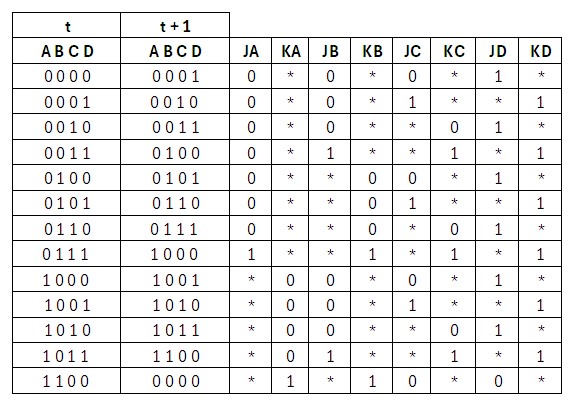 t t + 1
A B C D A B C D JA KA JB KB JC KC JD KD
0 0 0 0 0 0 0 1 0 * 0 * 0 * 1 *
0 0 0 1 0 0 1 0 0 * 0 * 1 * * 1
0 0 1 0 0 0 1 1 0 * 0 * * 0 1 *
0 0 1 1 0 1 0 0 0 * 1 * * 1 * 1
0 1 0 0 0 1 0 1 0 * * 0 0 * 1 *
0 1 0 1 0 1 1 0 0 * * 0 1 * * 1
0 1 1 0 0 1 1 1 0 * * 0 * 0 1 *
0 1 1 1 1 0 0 0 1 * * 1 * 1 * 1
1 0 0 0 1 0 0 1 * 0 0 * 0 * 1 *
1 0 0 1 1 0 1 0 * 0 0 * 1 * * 1
1 0 1 0 1 0 1 1 * 0 0 * * 0 1 *
1 0 1 1 1 1 0 0 * 0 1 * * 1 * 1
1 1 0 0 0 0 0 0 * 1 * 1 0 * 0 *